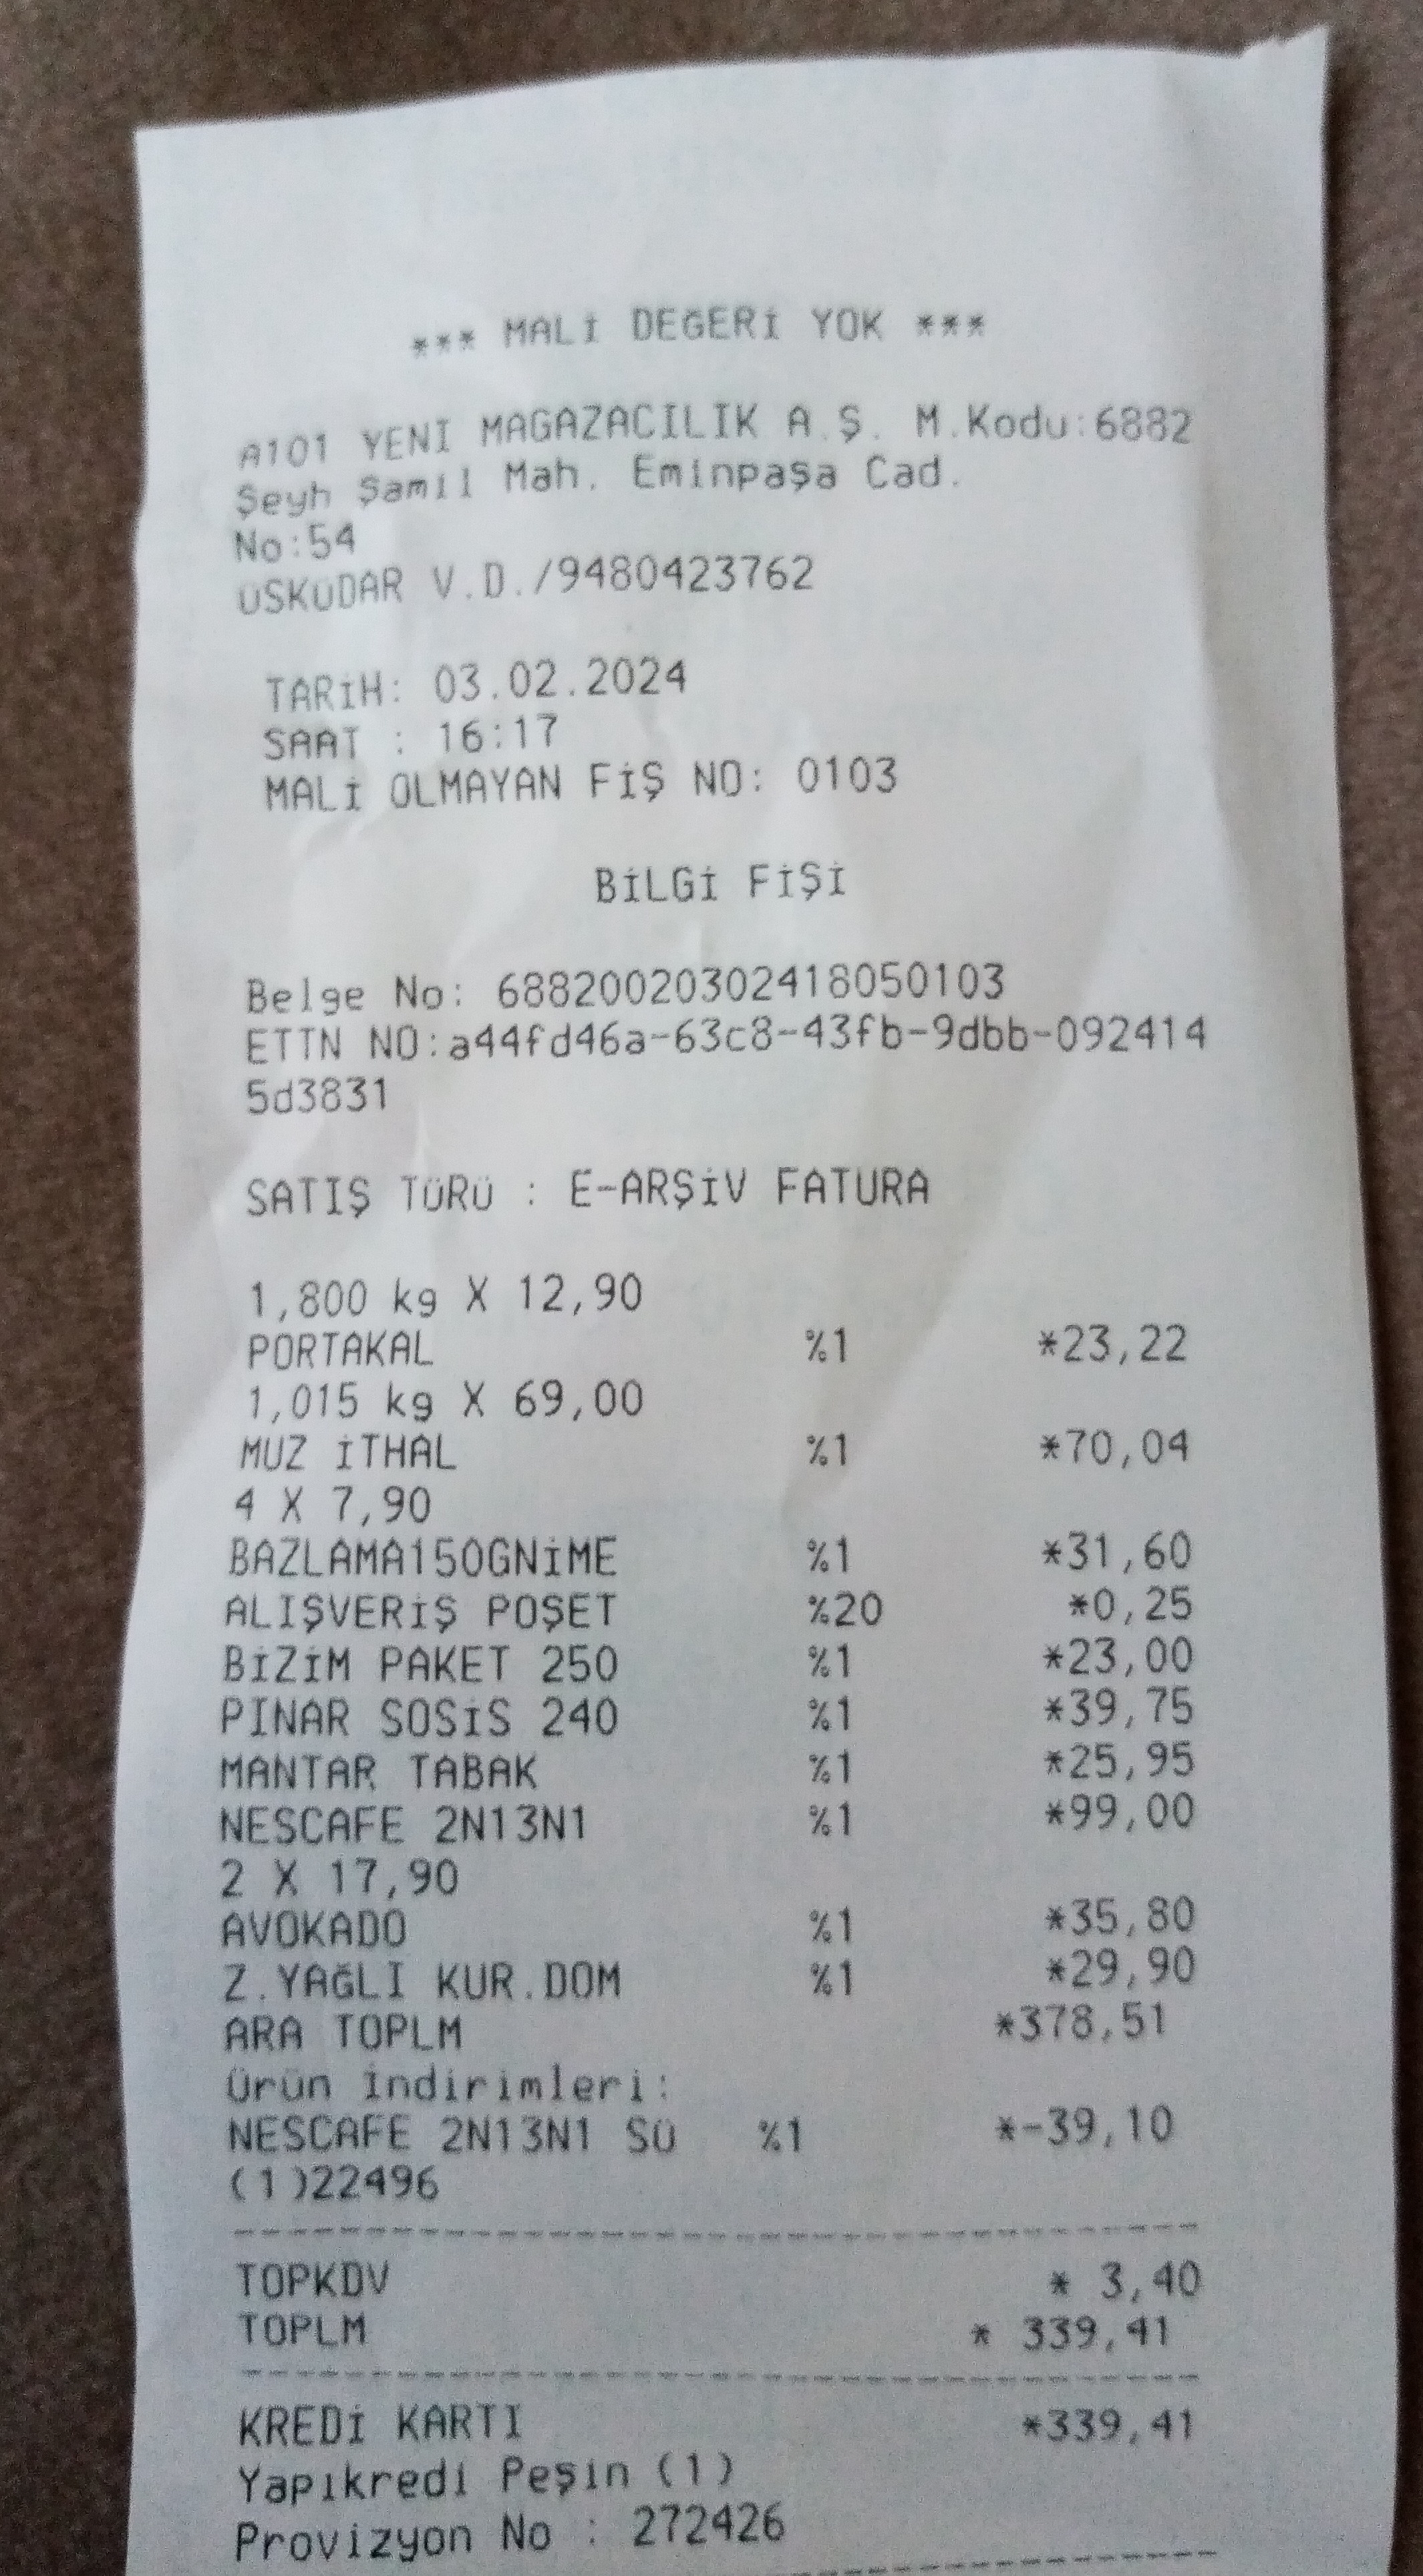 *** MALİ DEĞERİ YOK ***
A101 YENİ MAĞAZACILIK A.Ş. M.Kodu:6882
Şeyh Şamil Mah. Eminpaşa Cad.
No:54
ÜSKÜDAR V.D./9480423762
TARİH: 03.02.2024
SAAT : 16:17
MALİ OLMAYAN FİŞ NO: 0103
BİLGİ FİŞİ
Belge No: 68820020302418050103
ETTN NO:a44fd46a-63c8-43fb-9dbb-092414
5d3831
SATIŞ TÜRÜ : E-ARŞİV FATURA
1,800 kg X 12,90
PORTAKAL %1 *23,22
1,015 kg X 69,00
MUZ İTHAL %1 *70,04
4 X 7,90
BAZLAMA150GNİME %1 *31,60
ALIŞVERİŞ POŞET %20 *0,25
BİZİM PAKET 250 %1 *23,00
PINAR SOSİS 240 %1 *39,75
MANTAR TABAK %1 *25,95
NESCAFE 2N13N1 %1 *99,00
2 X 17,90
AVOKADO %1 *35,80
Z.YAĞLI KUR.DOM %1 *29,90
ARA TOPLM *378,51
Ürün İndirimleri:
NESCAFE 2N13N1 SÜ %1 *-39,10
(1)22496
TOPKDV * 3,40
TOPLM * 339,41
KREDİ KARTI *339,41
Yapıkredi Peşin (1)
Provizyon No : 272426